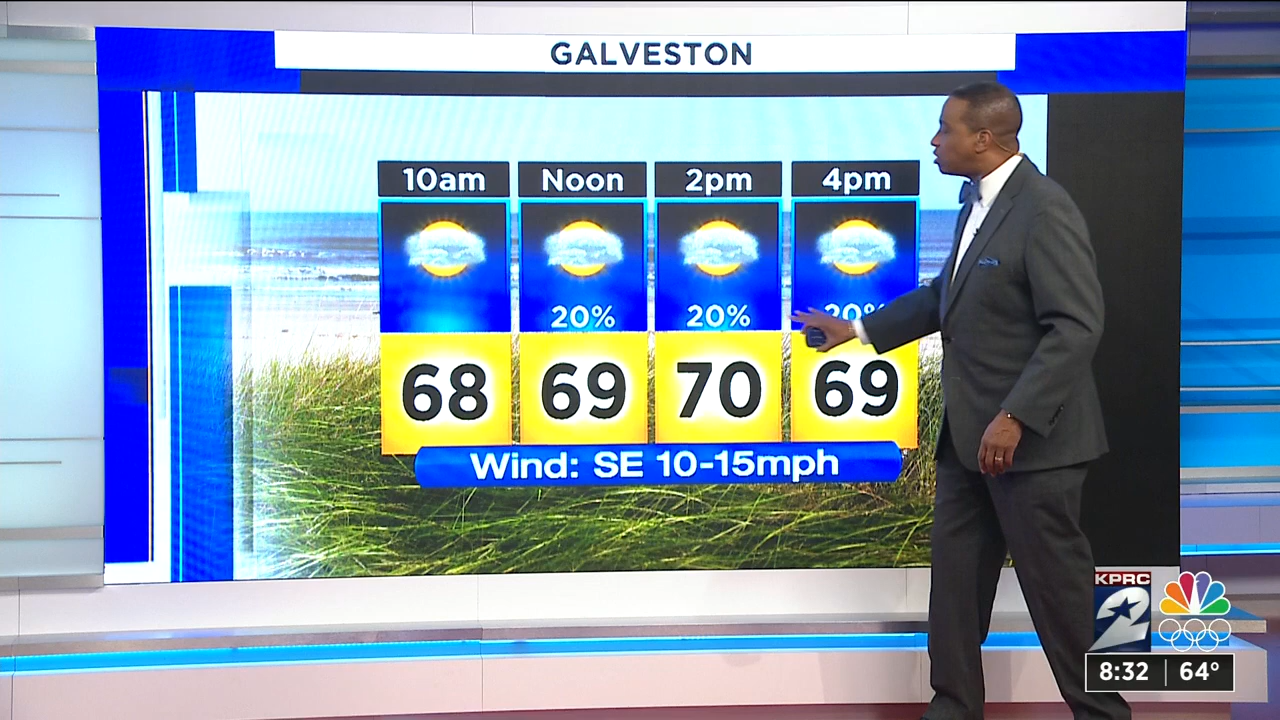 GALVESTON
10am Noon 2pm 4pm
20% 20% 20%
68 69 70 69
Wind: SE 10-15mph
KPRC
2
8:32 64°